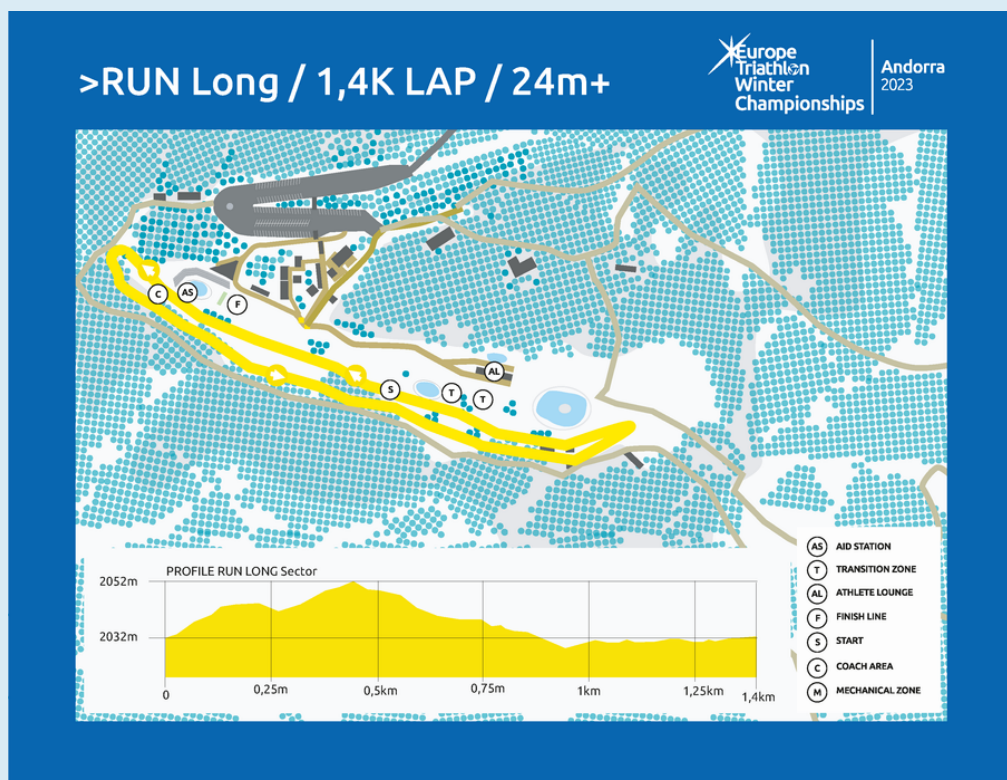 >RUN Long / 1,4K LAP / 24m+
Europe
Triathlon
Winter
Championships
Andorra
2023
C
AS
F
AL
S
T
T
PROFILE RUN LONG Sector
2052m
2032m
0
0,25m
0,5km
0,75m
1km
1,25km
1,4km
AS AID STATION
T TRANSITION ZONE
AL ATHLETE LOUNGE
F FINISH LINE
S START
C COACH AREA
M MECHANICAL ZONE